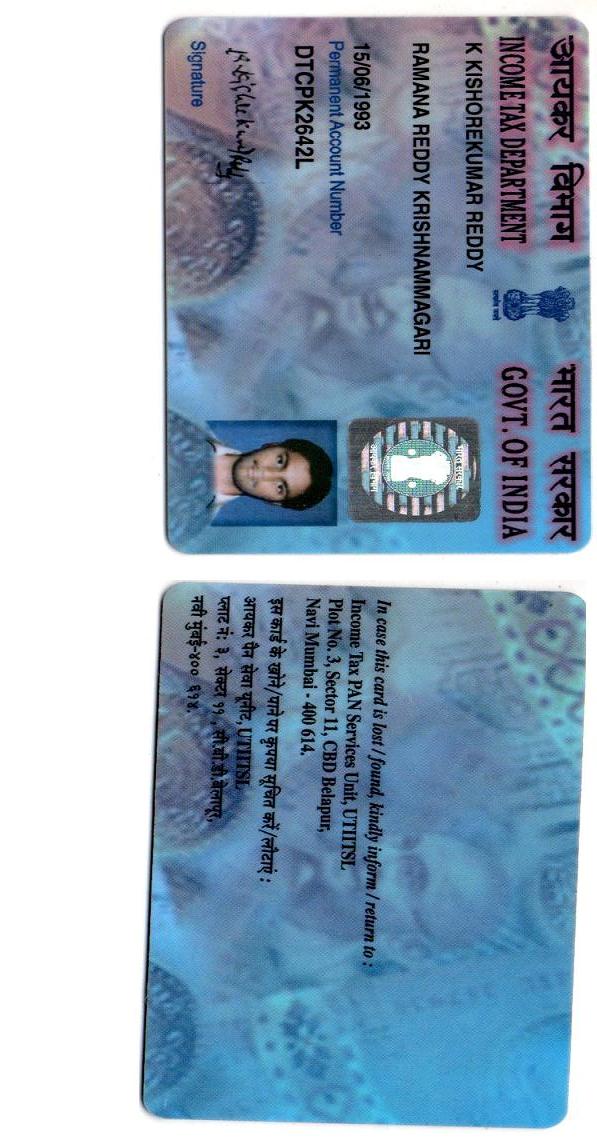 आयकर विभाग
INCOME TAX DEPARTMENT
भारत सरकार
GOVT. OF INDIA
K KISHOREKUMAR REDDY
RAMANA REDDY KRISHNAMMAGARI
15/06/1993
Permanent Account Number
DTCPK2642L
Signature
In case this card is lost / found, kindly inform / return to :
Income Tax PAN Services Unit, UTIITSL
Plot No. 3, Sector 11, CBD Belapur,
Navi Mumbai - 400 614.
इस कार्ड के खोने/पाने पर कृपया सूचित करें/लौटाएं :
आयकर पैन सेवा यूनीट, UTIITSL
प्लाट नं: ३, सेक्टर ११ , सी.बी.डी.बेलापूर,
नवी मुंबई-४०० ६१४.